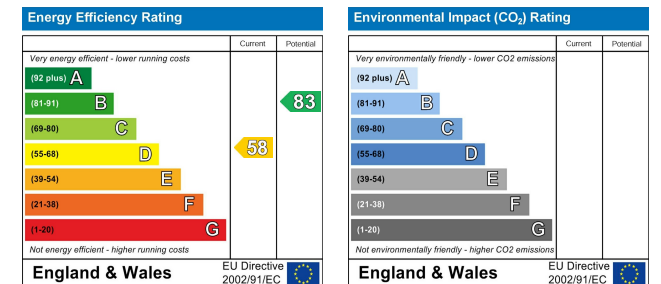 Energy Efficiency Rating
Current Potential
Very energy efficient - lower running costs
(92 plus) A
(81-91) B
83
(69-80) C
(55-68) D
58
(39-54) E
(21-38) F
(1-20) G
Not energy efficient - higher running costs
England & Wales
EU Directive
2002/91/EC
Environmental Impact (CO2) Rating
Current Potential
Very environmentally friendly - lower CO2 emissions
(92 plus) A
(81-91) B
(69-80) C
(55-68) D
(39-54) E
(21-38) F
(1-20) G
Not environmentally friendly - higher CO2 emissions
England & Wales
EU Directive
2002/91/EC